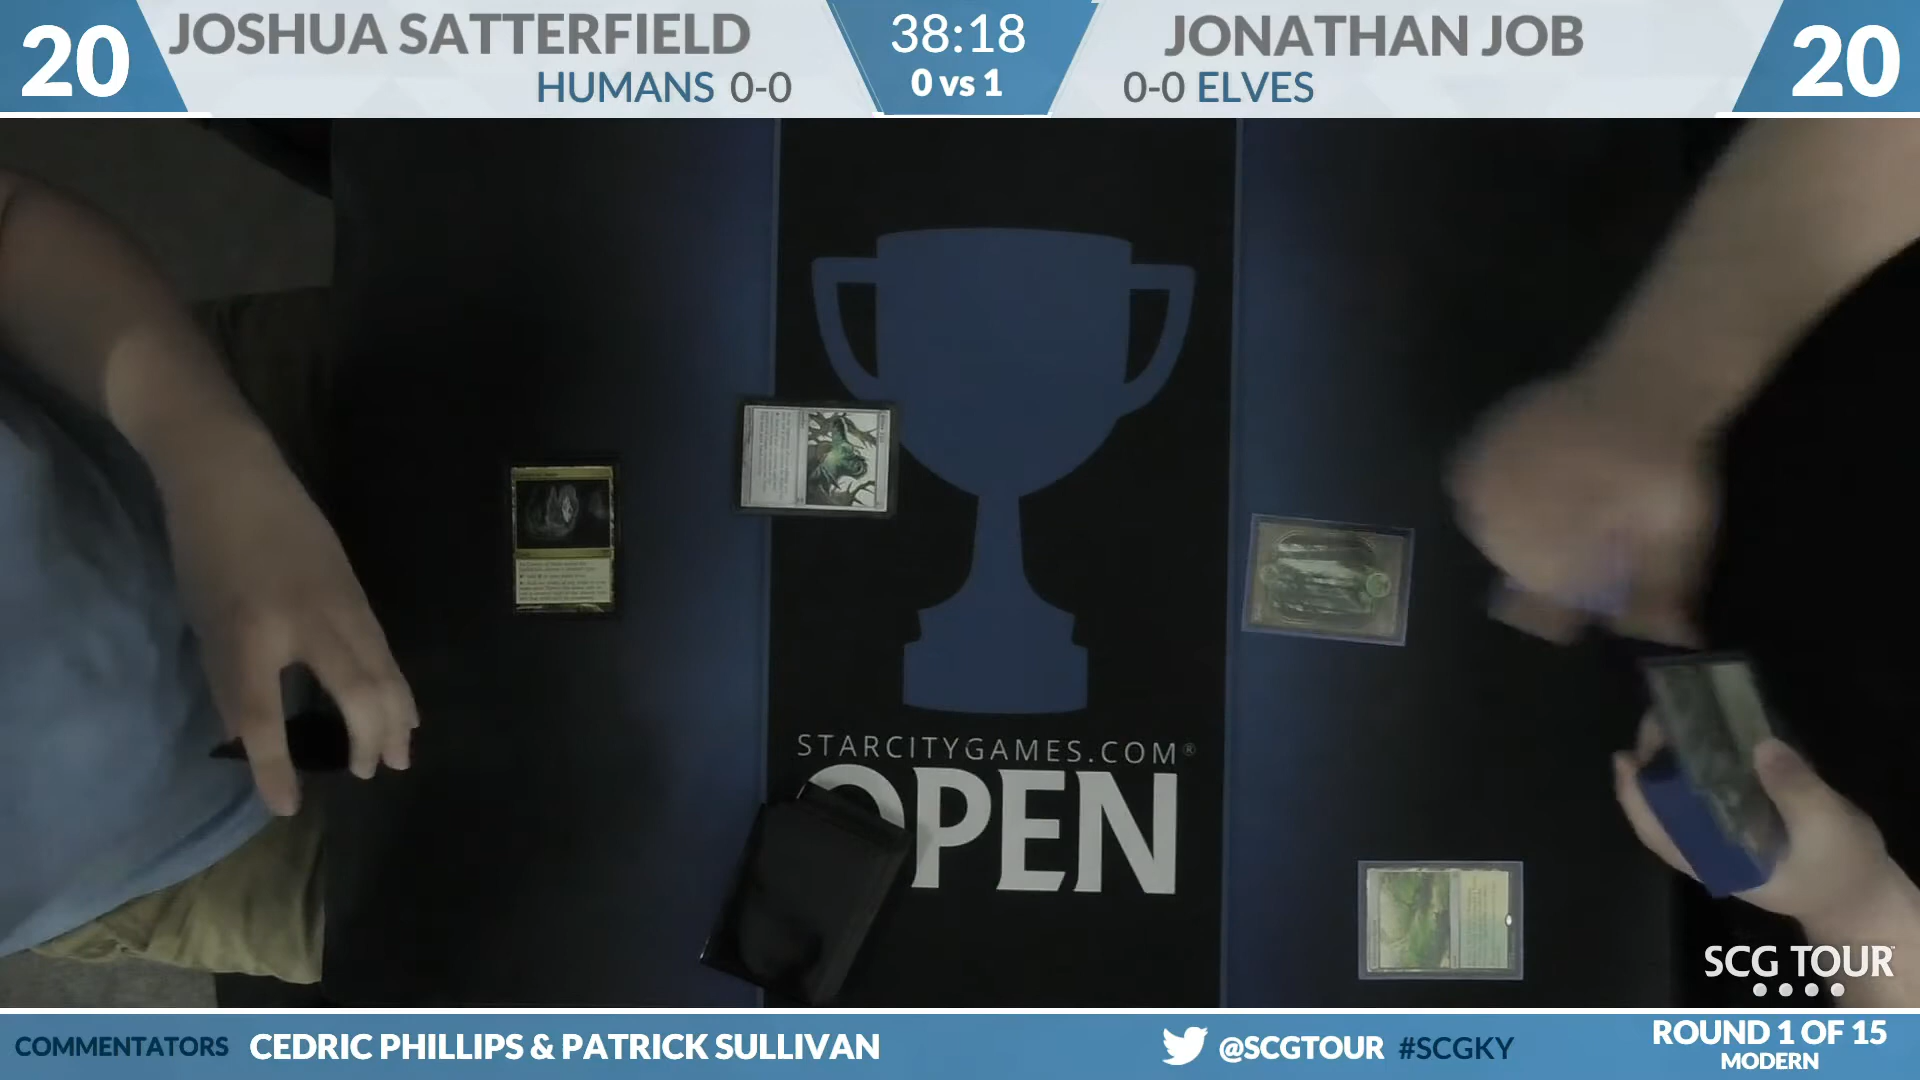 20
JOSHUA SATTERFIELD
HUMANS 0-0
38:18
0 vs 1
JONATHAN JOB
0-0 ELVES
20
STARCITYGAMES.COM®
OPEN
SCG TOUR
COMMENTATORS CEDRIC PHILLIPS & PATRICK SULLIVAN
@SCGTOUR #SCGKY
ROUND 1 OF 15
MODERN